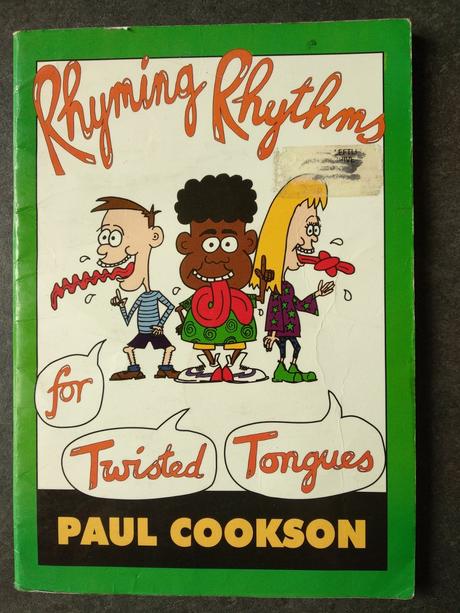 Rhyming Rhythms
for
Twisted
Tongues
PAUL COOKSON